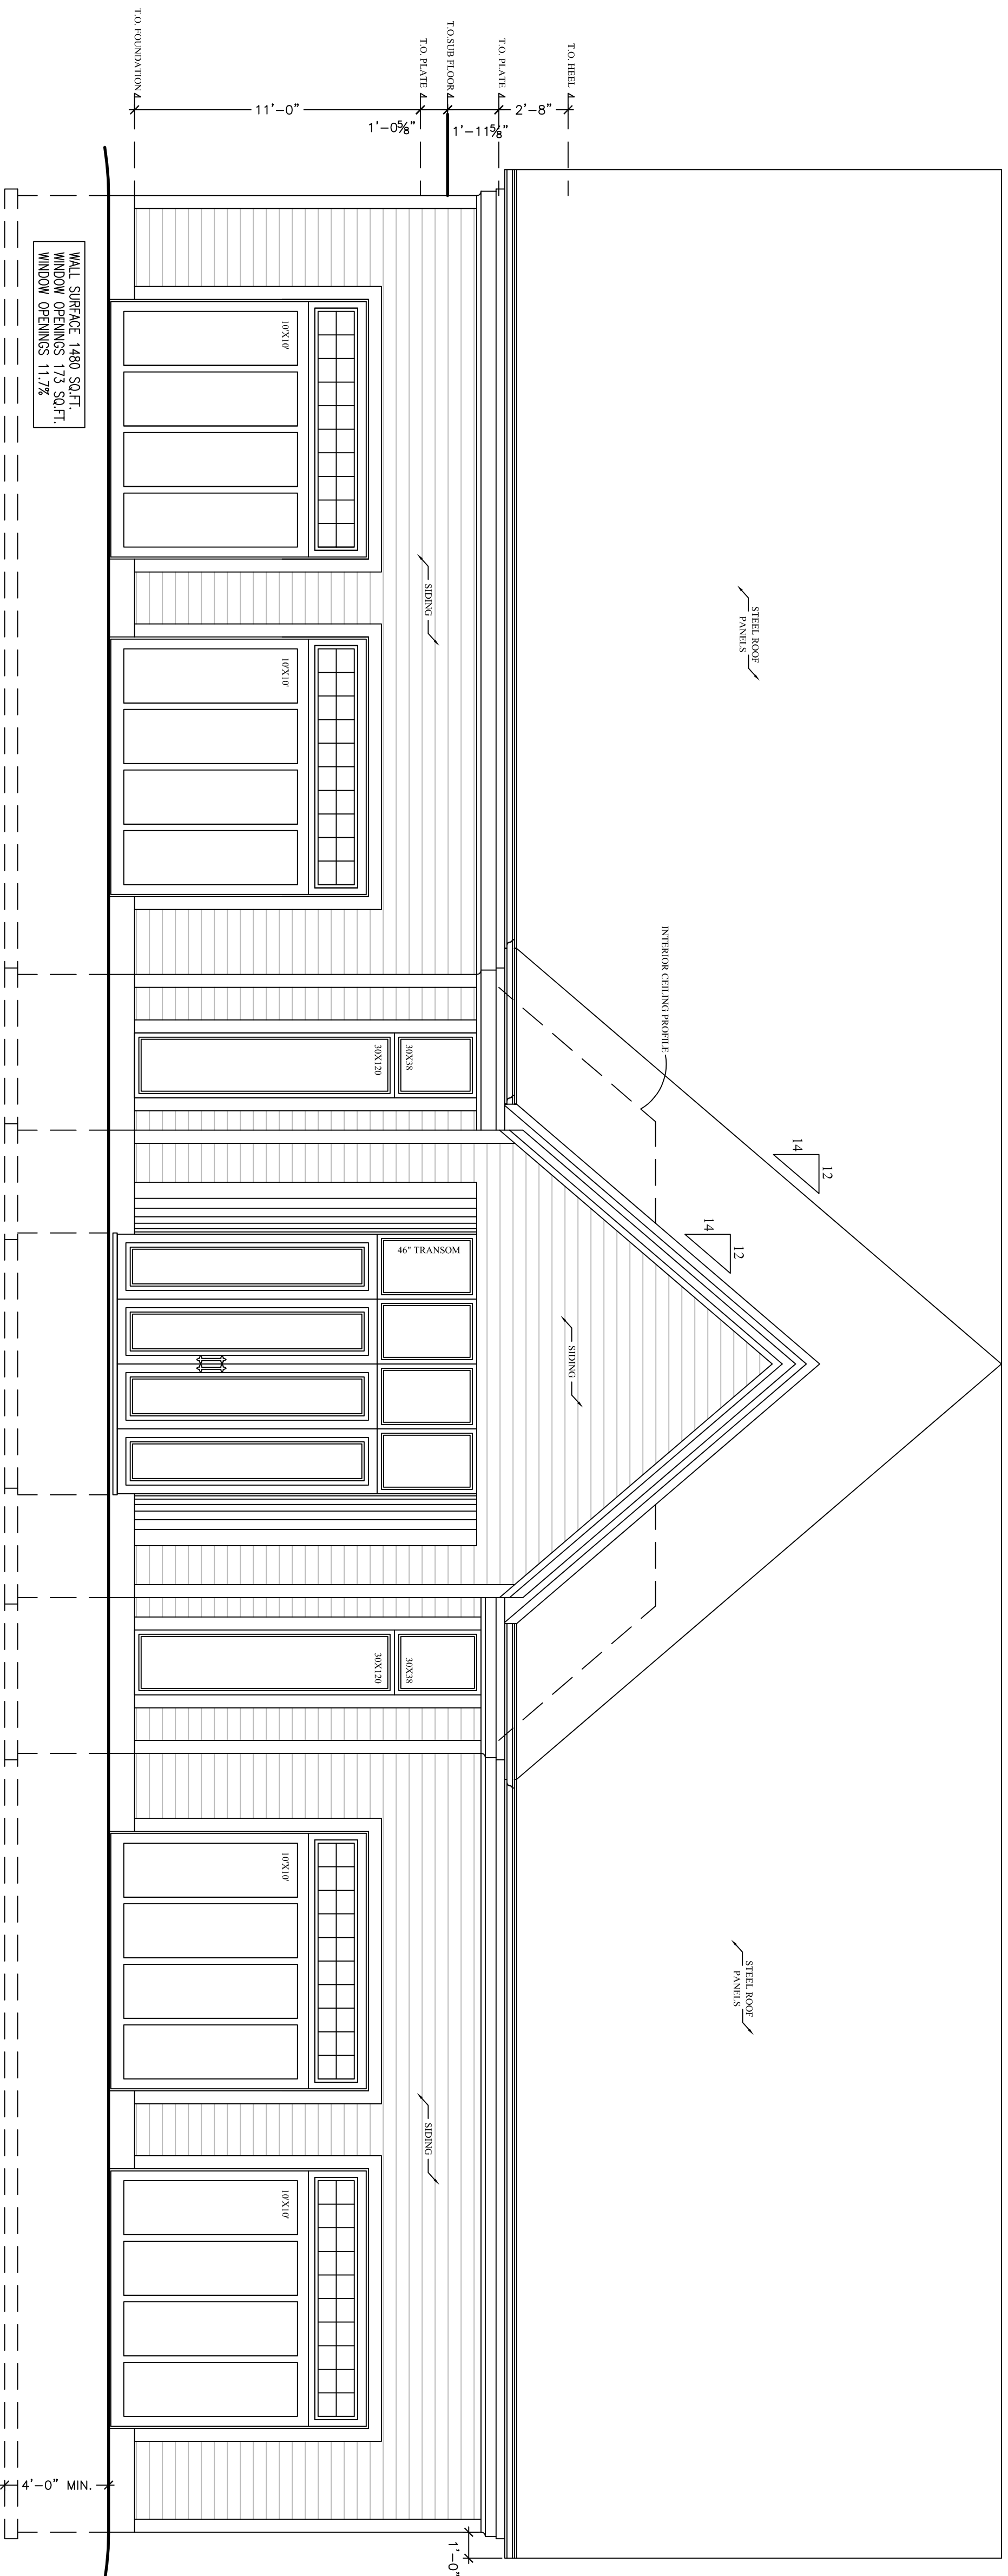 T.O. HEEL
T.O. PLATE
T.O.SUB FLOOR
T.O. PLATE
T.O. FOUNDATION
2'-8"
1'-11⅝"
1'-0⅝"
11'-0"
STEEL ROOF
PANELS
INTERIOR CEILING PROFILE
12
14
12
14
STEEL ROOF
PANELS
SIDING
SIDING
SIDING
10'X10'
10'X10'
30X38
30X120
46" TRANSOM
30X38
30X120
10'X10'
10'X10'
WALL SURFACE 1480 SQ.FT.
WINDOW OPENINGS 173 SQ.FT.
WINDOW OPENINGS 11.7%
1'-0"
4'-0" MIN.